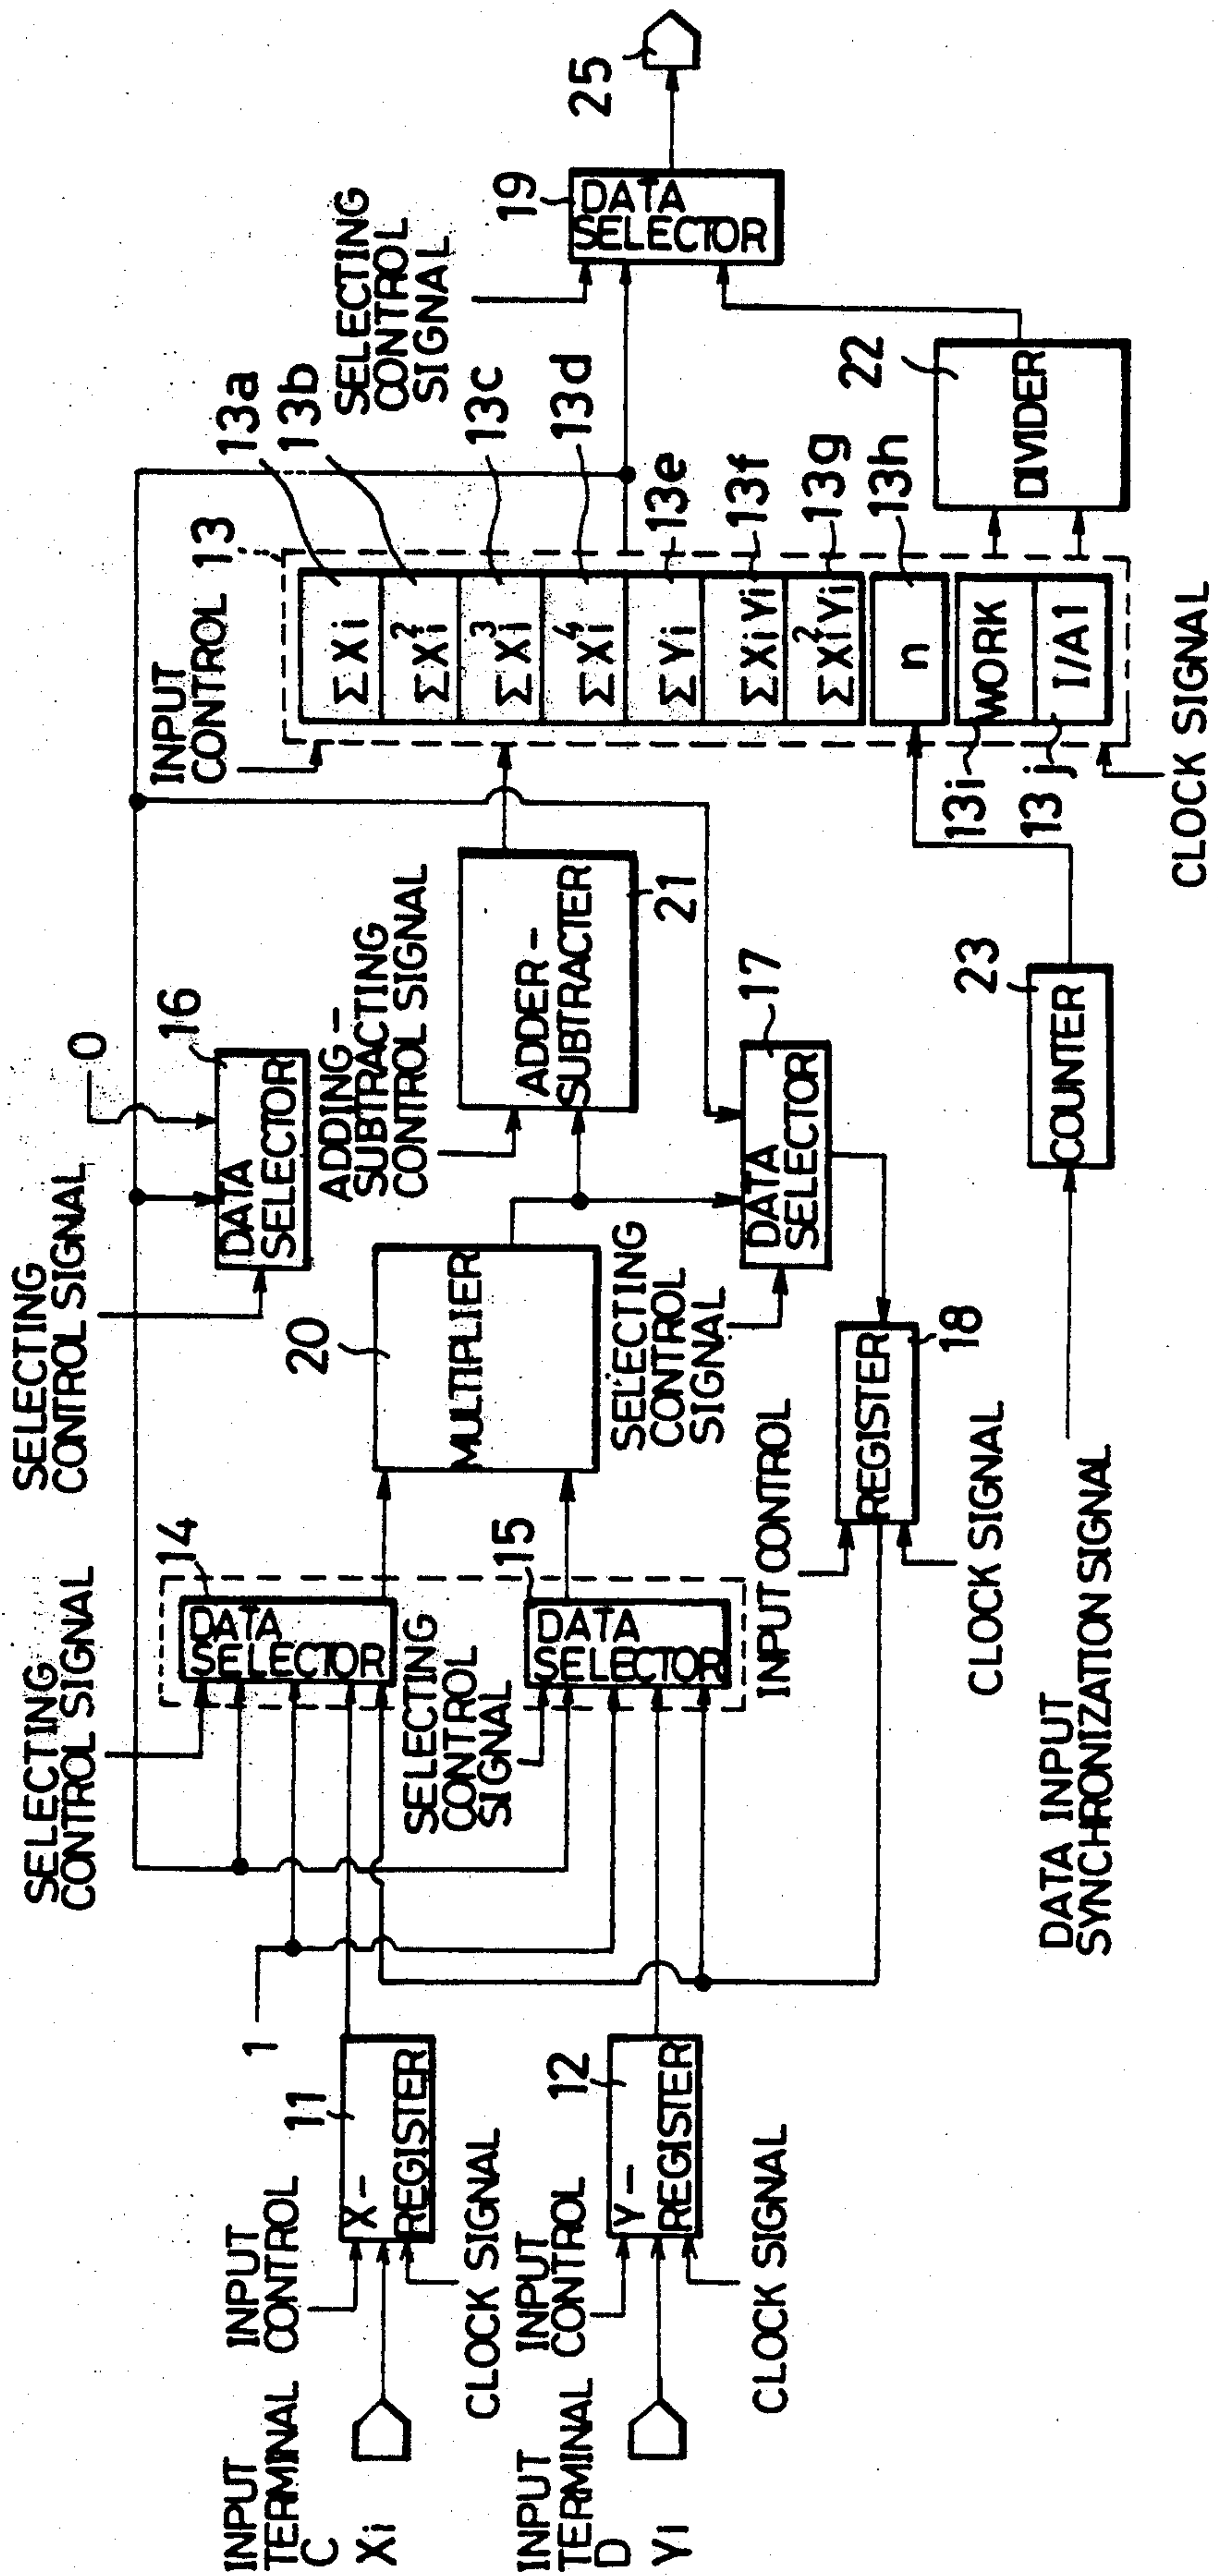 INPUT
TERMINAL
C
Xi
INPUT
CONTROL
11
X-
REGISTER
CLOCK SIGNAL
INPUT
TERMINAL
D
Yi
INPUT
CONTROL
12
Y-
REGISTER
CLOCK SIGNAL
1
SELECTING
CONTROL SIGNAL
14
DATA
SELECTOR
SELECTING
CONTROL
SIGNAL
15
DATA
SELECTOR
SELECTING
CONTROL SIGNAL
0
16
DATA
SELECTOR
20
MULTIPLIER
ADDING-
SUBTRACTING
CONTROL SIGNAL
ADDER-
SUBTRACTER
21
SELECTING
CONTROL
SIGNAL
17
DATA
SELECTOR
INPUT CONTROL
REGISTER
18
CLOCK SIGNAL
DATA INPUT
SYNCHRONIZATION SIGNAL
23
COUNTER
INPUT
CONTROL
13
ΣXi
ΣXi²
ΣXi³
ΣXi⁴
ΣYi
ΣXiYi
ΣXi²Yi
n
WORK
I/A1
13a
13b
13c
13d
13e
13f
13g
13h
13i
13j
CLOCK SIGNAL
22
DIVIDER
SELECTING
CONTROL
SIGNAL
19
DATA
SELECTOR
25